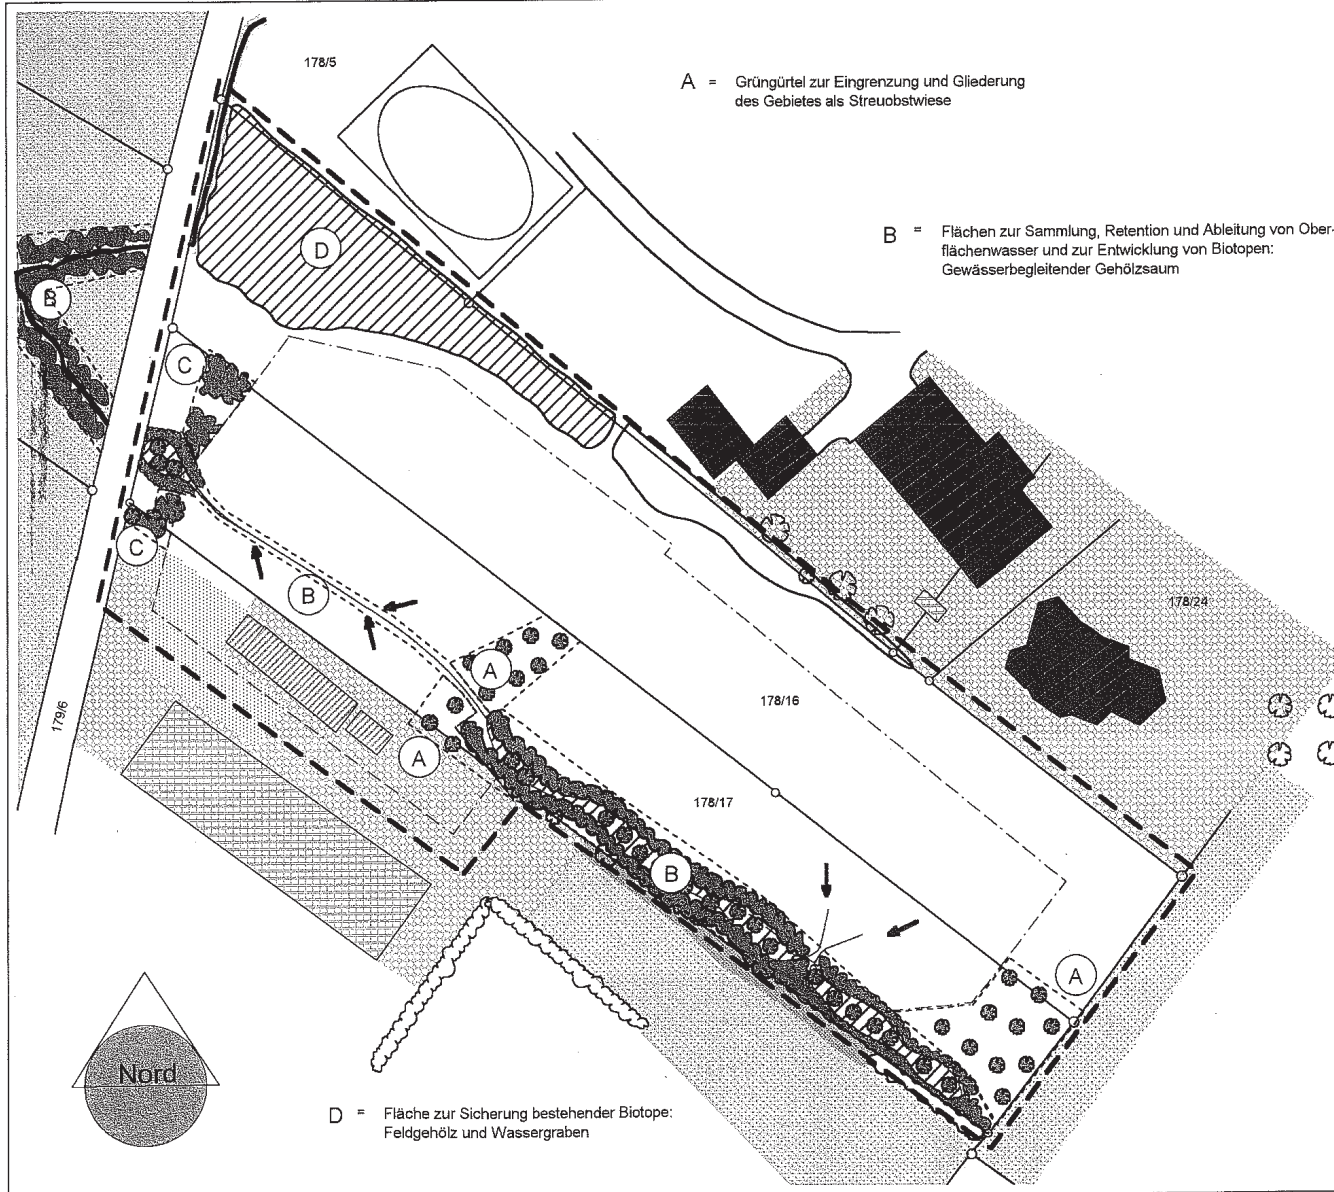 178/5
A = Grüngürtel zur Eingrenzung und Gliederung
des Gebietes als Streuobstwiese
B = Flächen zur Sammlung, Retention und Ableitung von Ober-
flächenwasser und zur Entwicklung von Biotopen:
Gewässerbegleitender Gehölzsaum
D
B
C
C
B
178/24
A
178/16
179/6
A
178/17
B
A
Nord
D = Fläche zur Sicherung bestehender Biotope:
Feldgehölz und Wassergraben